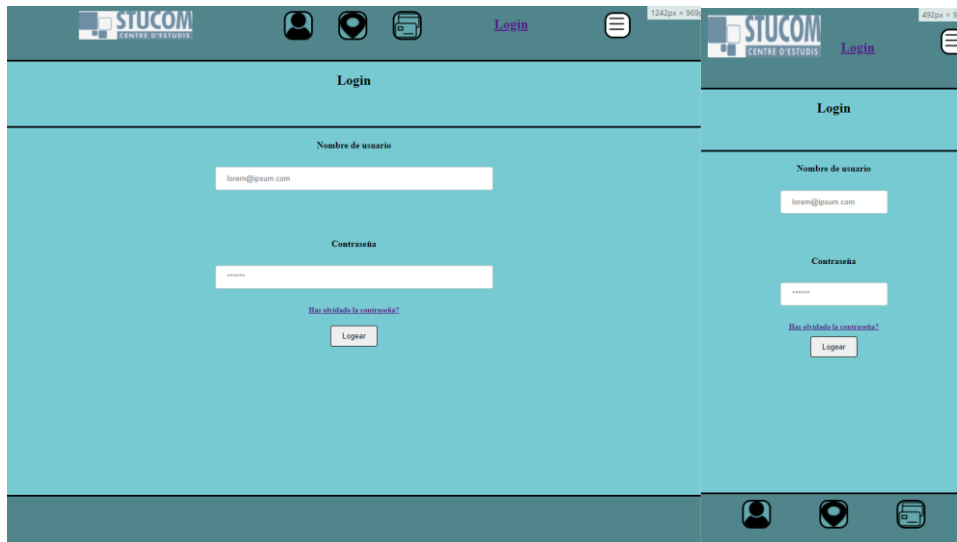 STUCOM
CENTRE D'ESTUDIS
Login
1242px × 969p
Login
Nombre de usuario
lorem@ipsum.com
Contraseña
******
Has olvidado la contraseña?
Logear
STUCOM
CENTRE D'ESTUDIS
Login
492px × 9
Login
Nombre de usuario
lorem@ipsum.com
Contraseña
******
Has olvidado la contraseña?
Logear